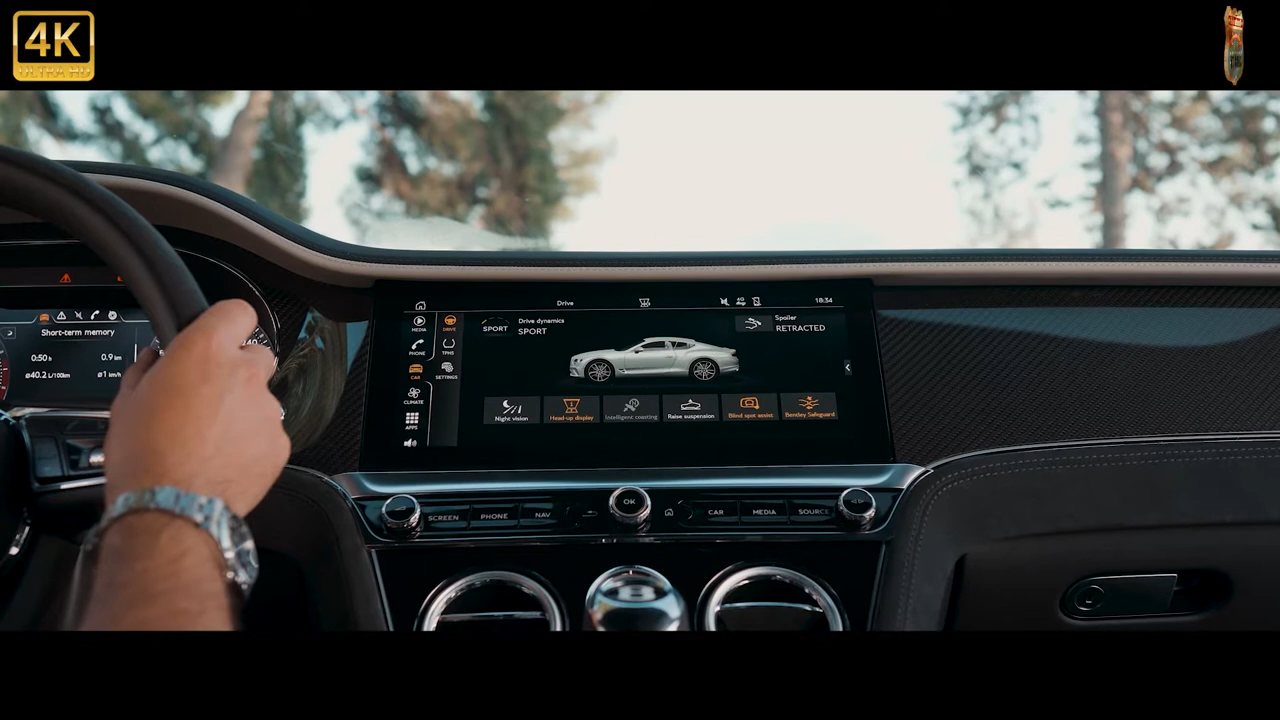 4K
ULTRA HD
Short-term memory
0:50 h
0.9 km
ø40.2 L/100km
ø1 km/h
Drive
18:34
MEDIA
PHONE
CAR
CLIMATE
APPS
DRIVE
TPMS
SETTINGS
SPORT
Drive dynamics
SPORT
Spoiler
RETRACTED
Night vision
Head-up display
Intelligent coasting
Raise suspension
Blind spot assist
Bentley Safeguard
SCREEN
PHONE
NAV
OK
CAR
MEDIA
SOURCE
B